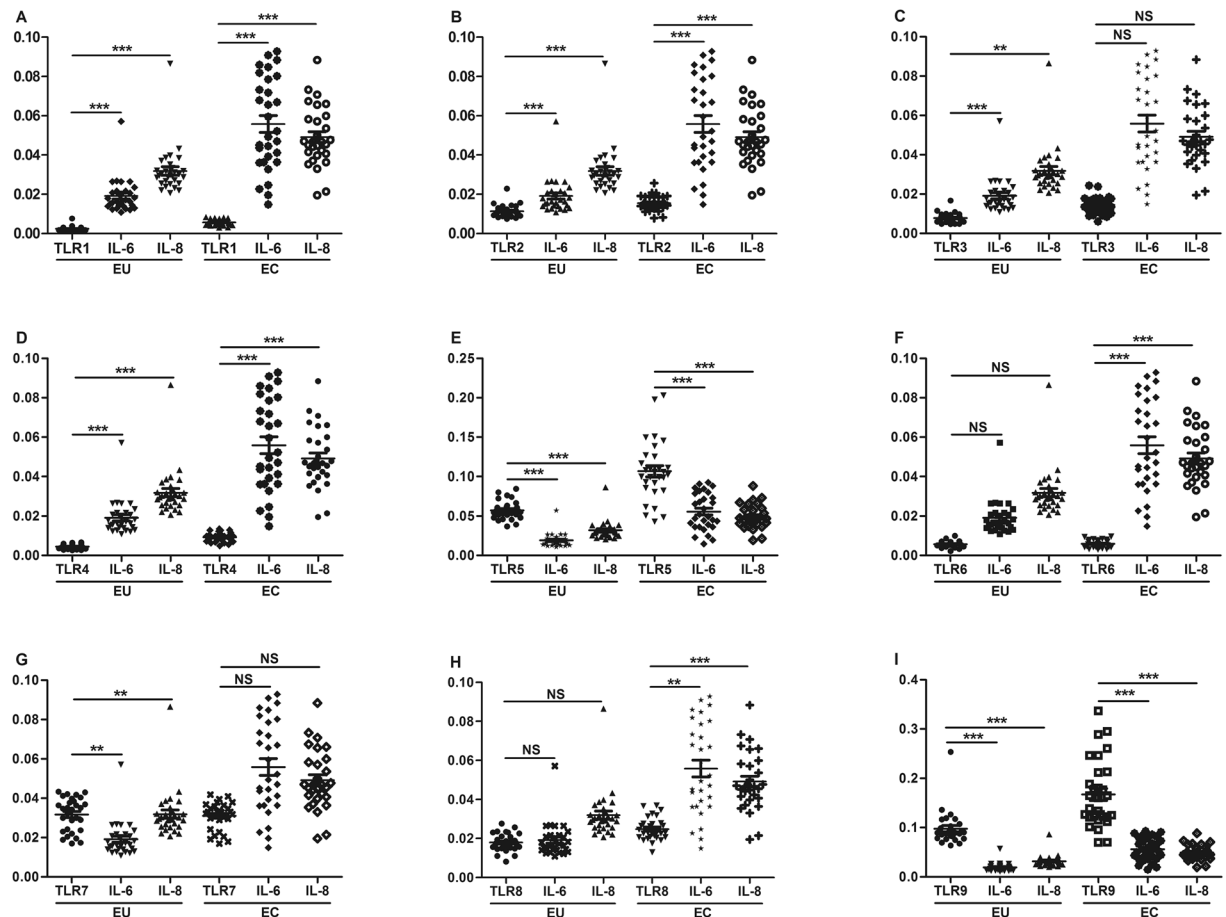 A
***
***
***
***
0.10
0.08
0.06
0.04
0.02
0.00
TLR1 IL-6 IL-8 TLR1 IL-6 IL-8
EU EC
B
***
***
***
***
0.10
0.08
0.06
0.04
0.02
0.00
TLR2 IL-6 IL-8 TLR2 IL-6 IL-8
EU EC
C
NS
NS
**
***
0.10
0.08
0.06
0.04
0.02
0.00
TLR3 IL-6 IL-8 TLR3 IL-6 IL-8
EU EC
D
***
***
***
***
0.10
0.08
0.06
0.04
0.02
0.00
TLR4 IL-6 IL-8 TLR4 IL-6 IL-8
EU EC
E
***
***
***
***
0.25
0.20
0.15
0.10
0.05
0.00
TLR5 IL-6 IL-8 TLR5 IL-6 IL-8
EU EC
F
***
***
NS
NS
0.10
0.08
0.06
0.04
0.02
0.00
TLR6 IL-6 IL-8 TLR6 IL-6 IL-8
EU EC
G
NS
NS
**
**
0.10
0.08
0.06
0.04
0.02
0.00
TLR7 IL-6 IL-8 TLR7 IL-6 IL-8
EU EC
H
***
**
NS
NS
0.10
0.08
0.06
0.04
0.02
0.00
TLR8 IL-6 IL-8 TLR8 IL-6 IL-8
EU EC
I
***
***
***
***
0.4
0.3
0.2
0.1
0.0
TLR9 IL-6 IL-8 TLR9 IL-6 IL-8
EU EC